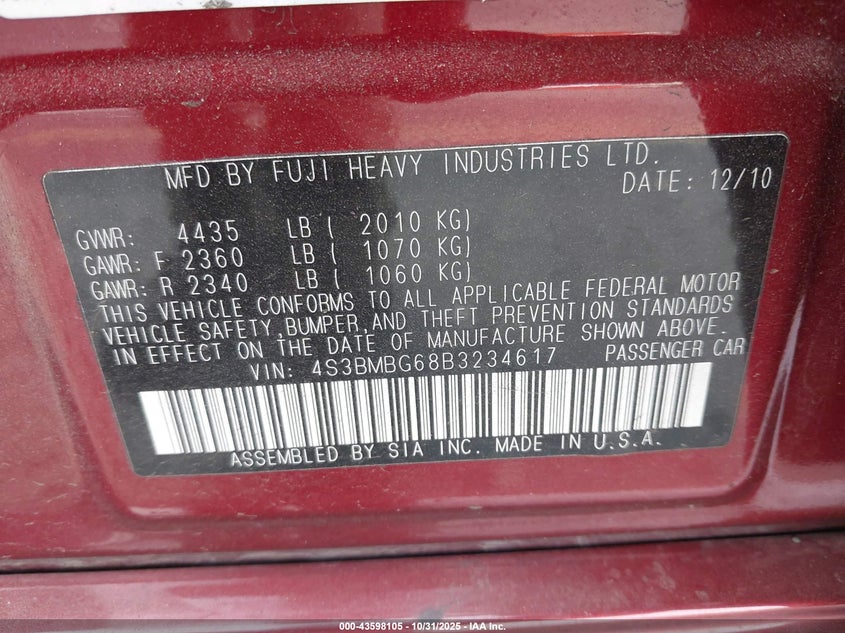 MFD BY FUJI HEAVY INDUSTRIES LTD.
DATE: 12/10
GVWR: 4435 LB ( 2010 KG)
GAWR: F 2360 LB ( 1070 KG)
GAWR: R 2340 LB ( 1060 KG)
THIS VEHICLE CONFORMS TO ALL APPLICABLE FEDERAL MOTOR
VEHICLE SAFETY, BUMPER, AND THEFT PREVENTION STANDARDS
IN EFFECT ON THE DATE OF MANUFACTURE SHOWN ABOVE.
VIN: 4S3BMBG68B3234617 PASSENGER CAR
ASSEMBLED BY SIA INC. MADE IN U.S.A.
000-43598105 - 10/31/2025 - IAA Inc.